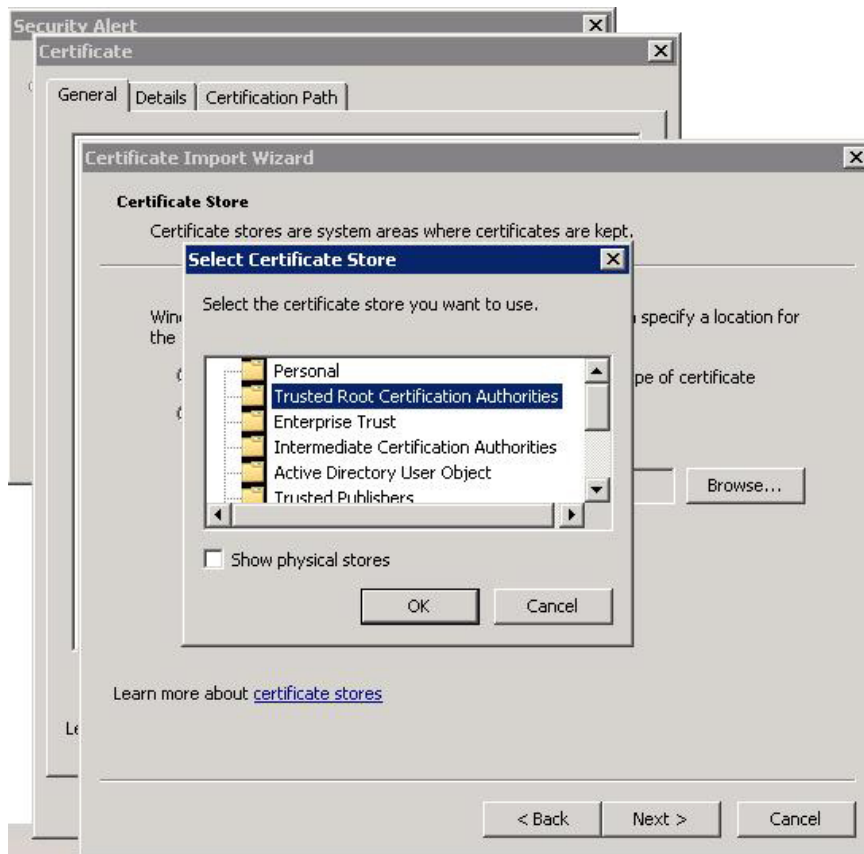 Security Alert
Certificate
General
Details
Certification Path
Certificate Import Wizard
Certificate Store
Certificate stores are system areas where certificates are kept.
Select Certificate Store
Select the certificate store you want to use.
specify a location for
the
pe of certificate
Personal
Trusted Root Certification Authorities
Enterprise Trust
Intermediate Certification Authorities
Active Directory User Object
Trusted Publishers
Browse...
Show physical stores
OK
Cancel
Learn more about certificate stores
< Back
Next >
Cancel